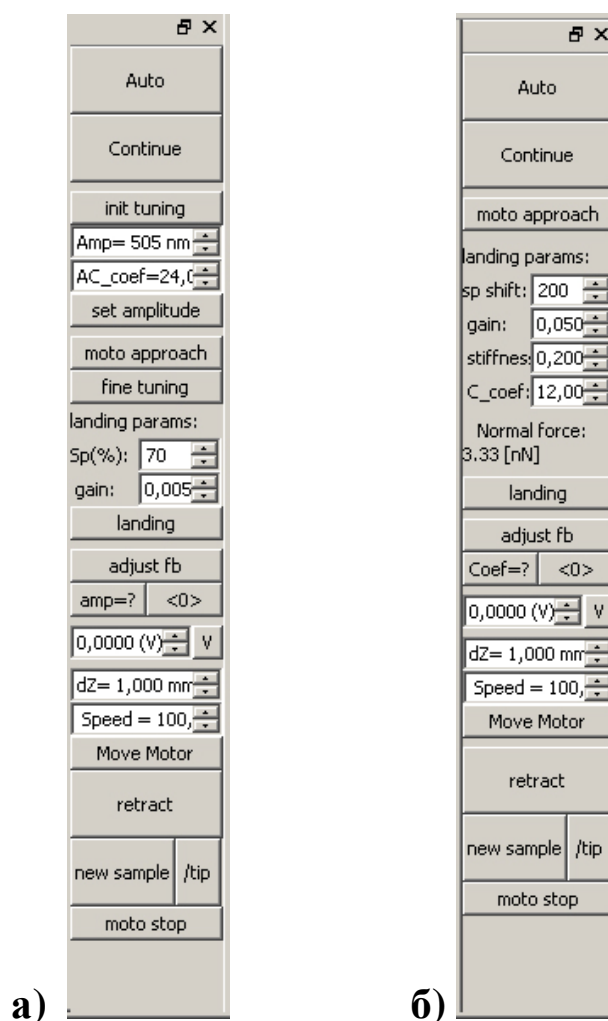 Auto
Continue
init tuning
Amp= 505 nm
AC_coef=24,0
set amplitude
moto approach
fine tuning
landing params:
Sp(%): 70
gain: 0,005
landing
adjust fb
amp=? <0>
0,0000 (V) V
dZ= 1,000 mm
Speed = 100,
Move Motor
retract
new sample /tip
moto stop
а)
Auto
Continue
moto approach
landing params:
sp shift: 200
gain: 0,050
stiffnes: 0,200
C_coef: 12,00
Normal force:
3.33 [nN]
landing
adjust fb
Coef=? <0>
0,0000 (V) V
dZ= 1,000 mm
Speed = 100,
Move Motor
retract
new sample /tip
moto stop
б)